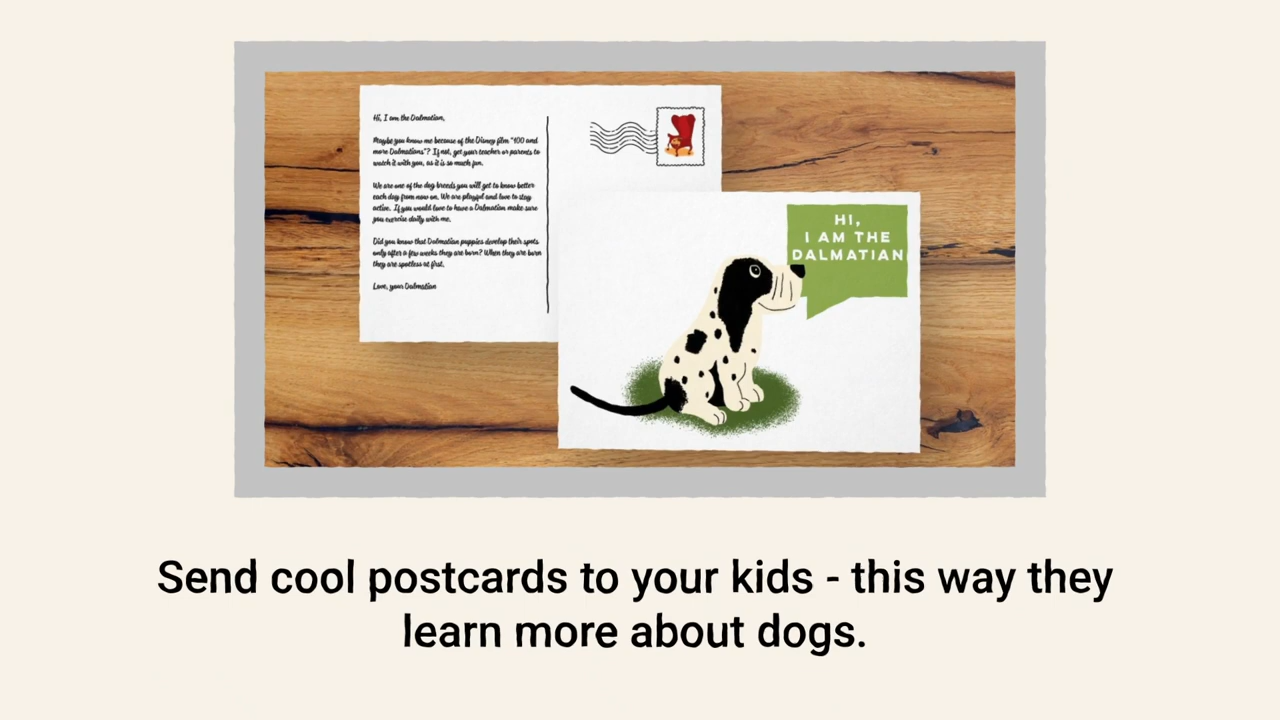 Hi, I am the Dalmatian,
Maybe you know me because of the Disney film "100 and
more Dalmatians"? If not, get your teacher or parents to
watch it with you, as it is so much fun.
We are one of the dog breeds you will get to know better
each day from now on. We are playful and love to stay
active. If you would love to have a Dalmatian make sure
you exercise daily with me.
Did you know that Dalmatian puppies develop their spots
only after a few weeks they are born? When they are born
they are spotless at first.
Love, your Dalmatian
HI,
I AM THE
DALMATIAN
Send cool postcards to your kids - this way they
learn more about dogs.